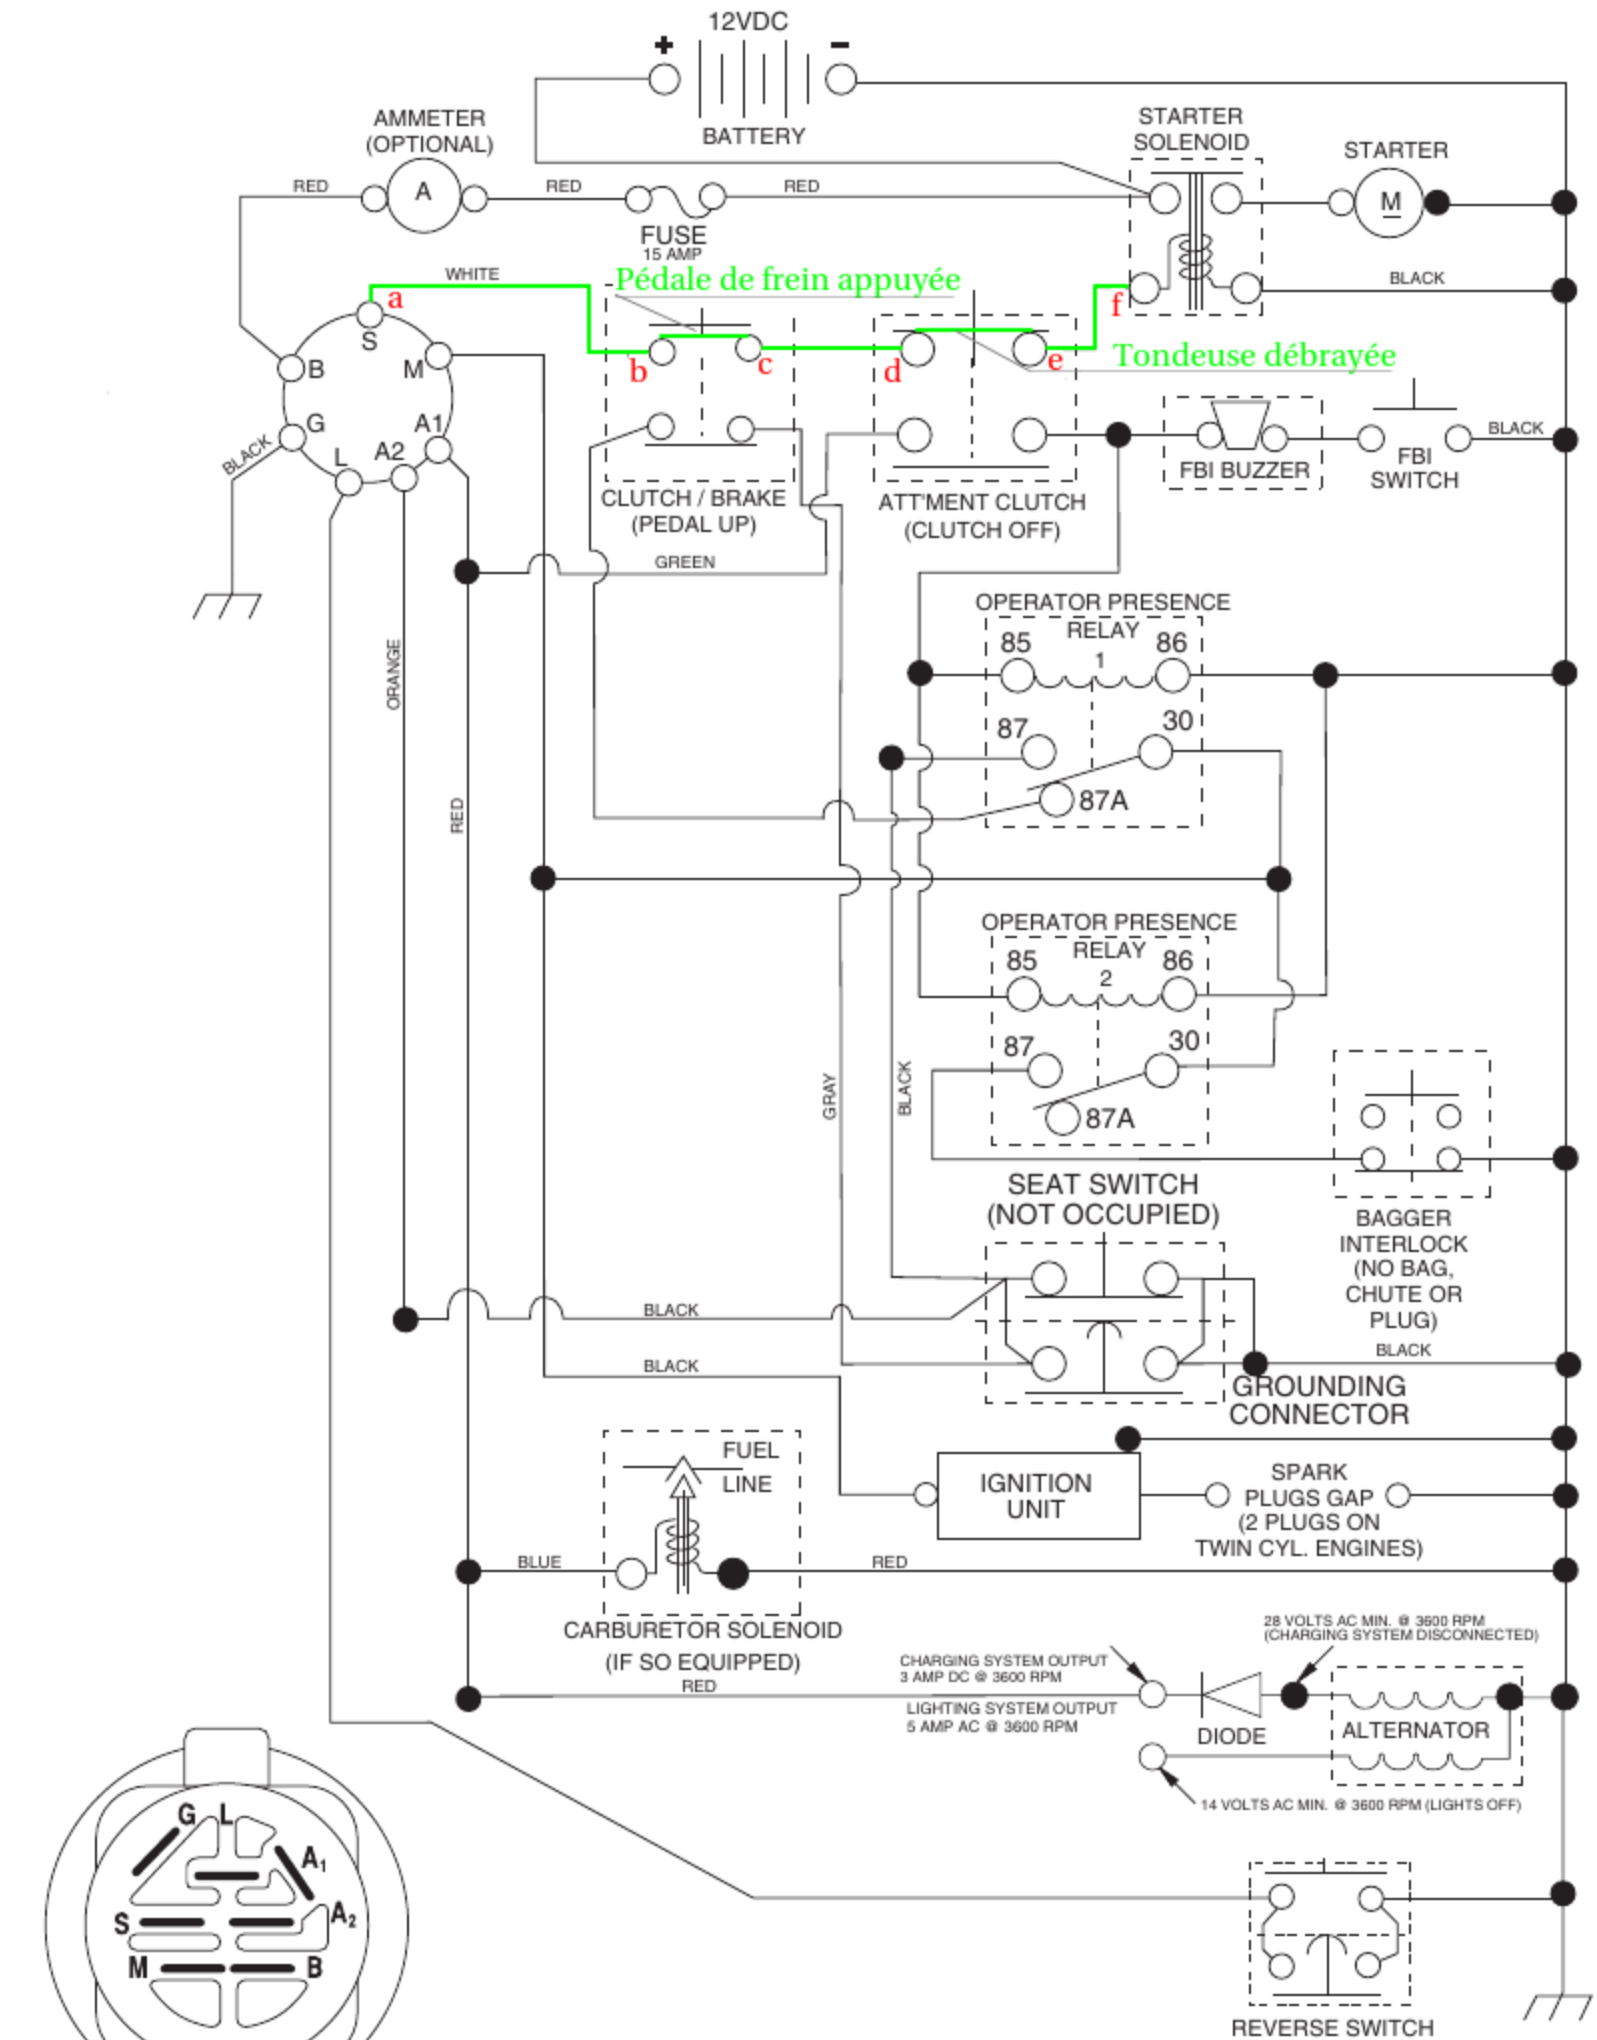 12VDC
+ −
BATTERY
AMMETER
(OPTIONAL)
A
RED
RED
FUSE
15 AMP
RED
STARTER
SOLENOID
STARTER
M
BLACK
WHITE
Pédale de frein appuyée
a
b
c
d
e
f
Tondeuse débrayée
S
B
M
G
A1
L
A2
BLACK
CLUTCH / BRAKE
(PEDAL UP)
ATT'MENT CLUTCH
(CLUTCH OFF)
FBI BUZZER
FBI
SWITCH
BLACK
GREEN
ORANGE
RED
OPERATOR PRESENCE
RELAY
85 1 86
87 30
87A
OPERATOR PRESENCE
RELAY
85 2 86
87 30
87A
GRAY
BLACK
BAGGER
INTERLOCK
(NO BAG,
CHUTE OR
PLUG)
SEAT SWITCH
(NOT OCCUPIED)
BLACK
BLACK
BLACK
GROUNDING
CONNECTOR
FUEL
LINE
IGNITION
UNIT
SPARK
PLUGS GAP
(2 PLUGS ON
TWIN CYL. ENGINES)
BLUE
RED
CARBURETOR SOLENOID
(IF SO EQUIPPED)
RED
28 VOLTS AC MIN. @ 3600 RPM
(CHARGING SYSTEM DISCONNECTED)
CHARGING SYSTEM OUTPUT
3 AMP DC @ 3600 RPM
LIGHTING SYSTEM OUTPUT
5 AMP AC @ 3600 RPM
DIODE
ALTERNATOR
14 VOLTS AC MIN. @ 3600 RPM (LIGHTS OFF)
G L
A1
S A2
M B
REVERSE SWITCH